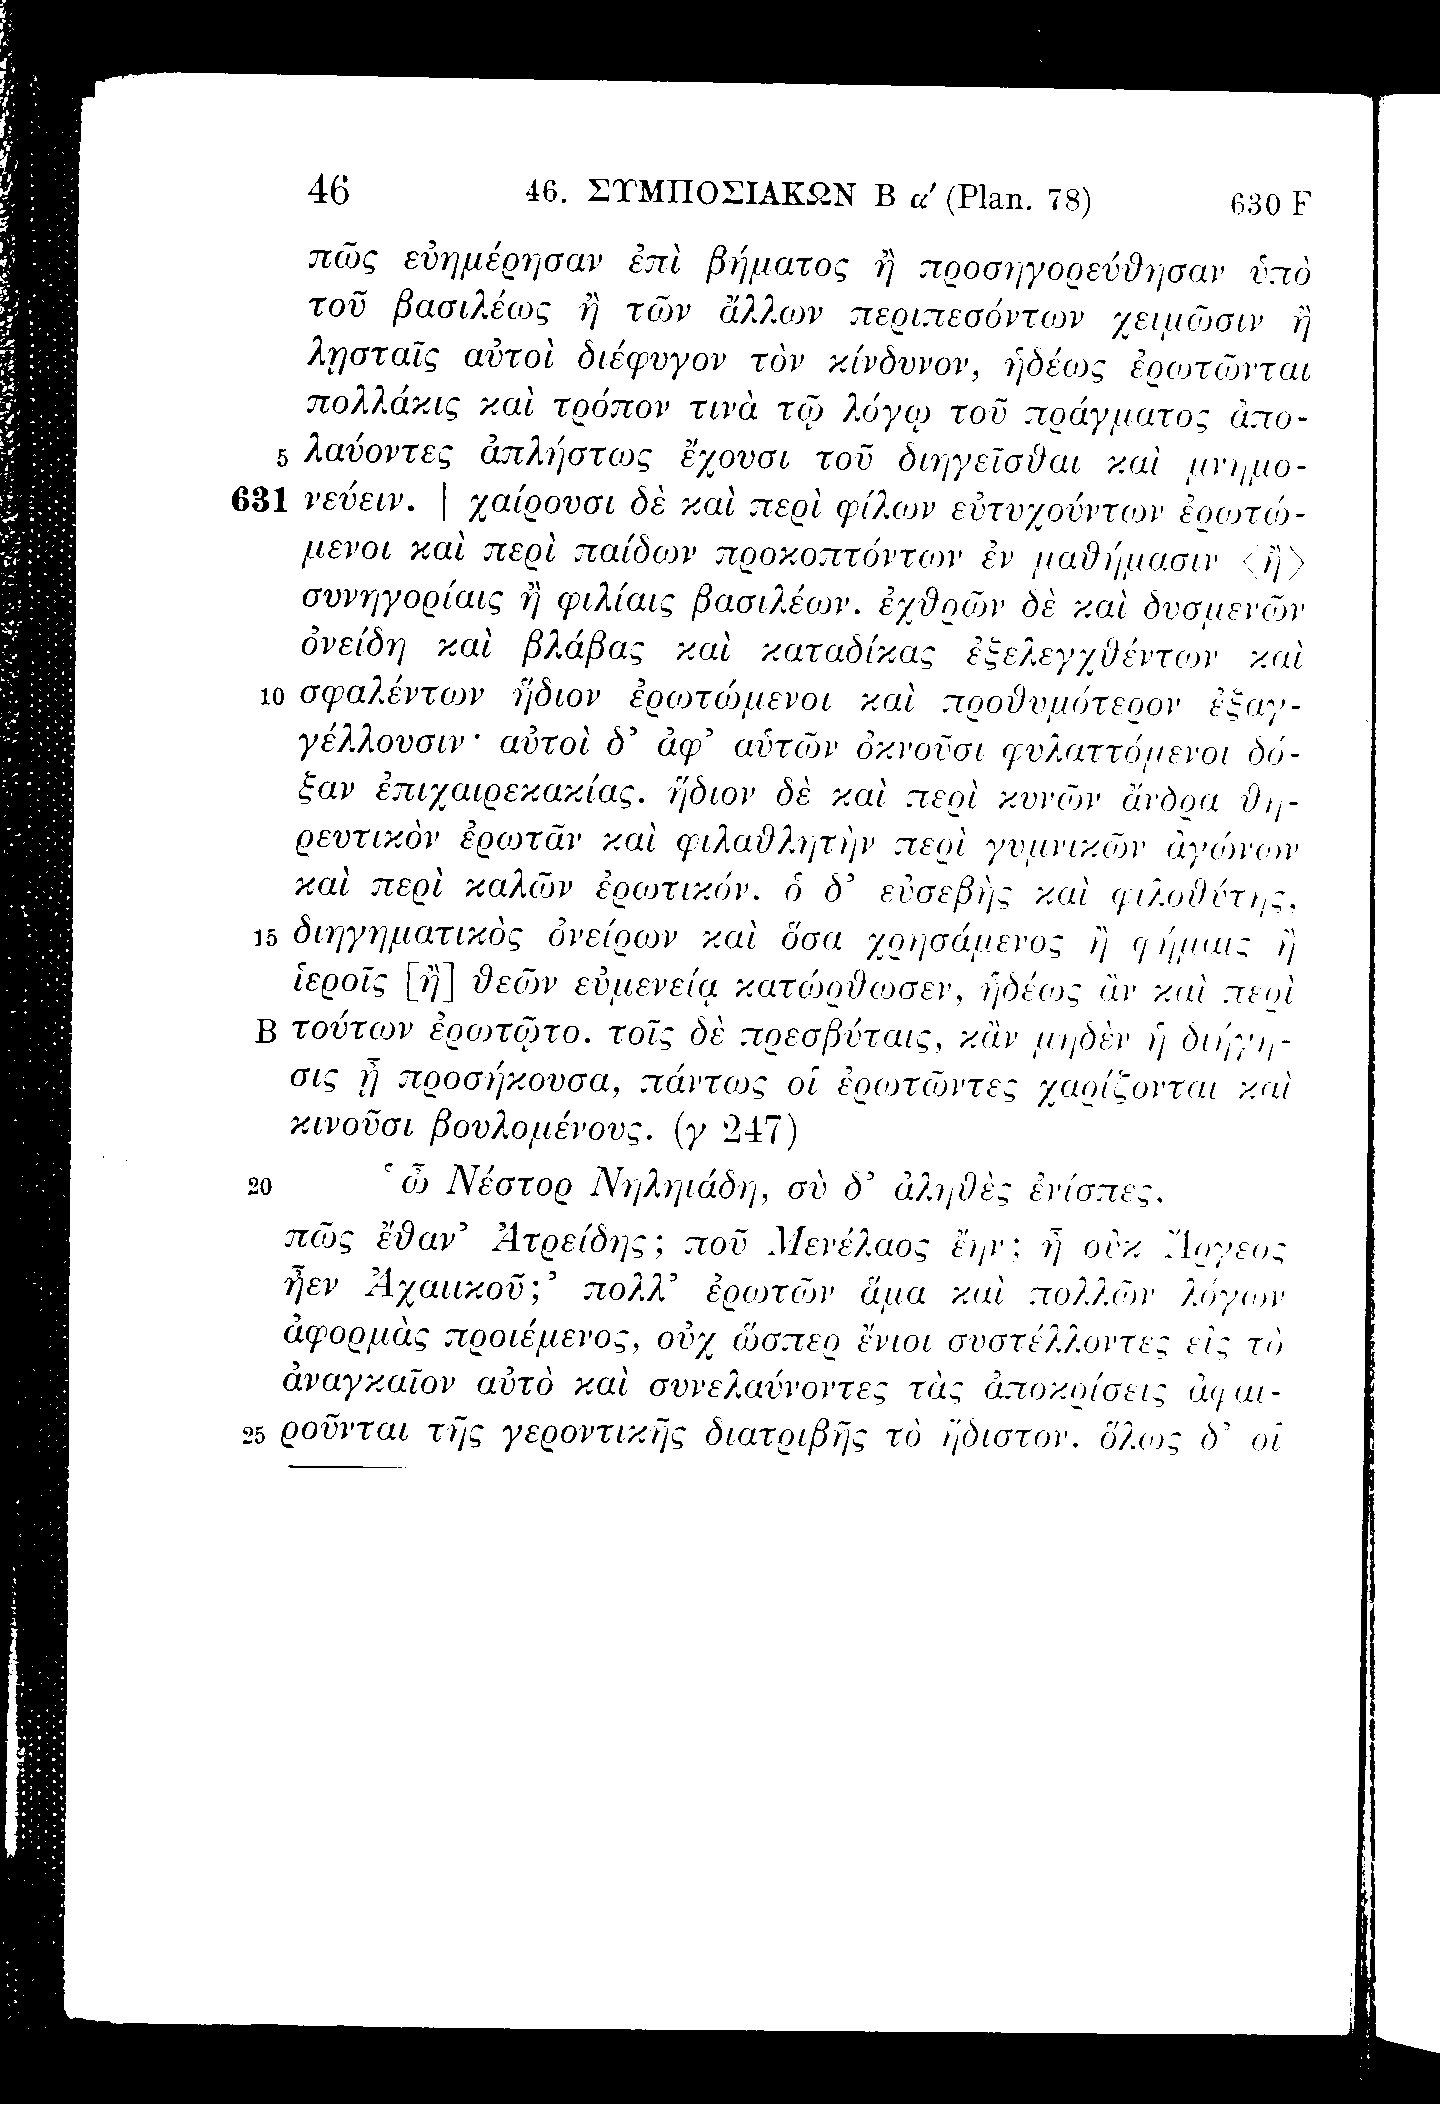 46 46. ΣΥΜΠΟΣΙΑΚΩΝ Β α′ (Plan. 78) 630 F
πῶς εὐημέρησαν ἐπὶ βήματος ἢ προσηγορεύθησαν ὑπὸ
τοῦ βασιλέως ἢ τῶν ἄλλων περιπεσόντων χειμῶσιν ἢ
λῃσταῖς αὐτοὶ διέφυγον τὸν κίνδυνον, ἡδέως ἐρωτῶνται
πολλάκις καὶ τρόπον τινὰ τῷ λόγῳ τοῦ πράγματος ἀπο-
5 λαύοντες ἀπλήστως ἔχουσι τοῦ διηγεῖσθαι καὶ μνημο-
631 νεύειν. | χαίρουσι δὲ καὶ περὶ φίλων εὐτυχούντων ἐρωτώ-
μενοι καὶ περὶ παίδων προκοπτόντων ἐν μαθήμασιν ⟨ἢ⟩
συνηγορίαις ἢ φιλίαις βασιλέων. ἐχθρῶν δὲ καὶ δυσμενῶν
ὀνείδη καὶ βλάβας καὶ καταδίκας ἐξελεγχθέντων καὶ
10 σφαλέντων ἥδιον ἐρωτώμενοι καὶ προθυμότερον ἐξαγ-
γέλλουσιν· αὐτοὶ δ’ ἀφ’ αὑτῶν ὀκνοῦσι φυλαττόμενοι δό-
ξαν ἐπιχαιρεκακίας. ἥδιον δὲ καὶ περὶ κυνῶν ἄνδρα θη-
ρευτικὸν ἐρωτᾶν καὶ φιλαθλητὴν περὶ γυμνικῶν ἀγώνων
καὶ περὶ καλῶν ἐρωτικόν. ὁ δ’ εὐσεβὴς καὶ φιλοθύτης,
15 διηγηματικὸς ὀνείρων καὶ ὅσα χρησάμενος ἢ φήμαις ἢ
ἱεροῖς [ἢ] θεῶν εὐμενείᾳ κατώρθωσεν, ἡδέως ἂν καὶ περὶ
Β τούτων ἐρωτῷτο. τοῖς δὲ πρεσβύταις, κἂν μηδὲν ἡ διήγη-
σις ᾖ προσήκουσα, πάντως οἱ ἐρωτῶντες χαρίζονται καὶ
κινοῦσι βουλομένους. (γ 247)
20 ‘ὦ Νέστορ Νηληιάδη, σὺ δ’ ἀληθὲς ἐνίσπες,
πῶς ἔθαν’ Ἀτρείδης; ποῦ Μενέλαος ἔην; ἦ οὐκ Ἄργεος
ἦεν Ἀχαιικοῦ;’ πολλ’ ἐρωτῶν ἅμα καὶ πολλῶν λόγων
ἀφορμὰς προιέμενος, οὐχ ὥσπερ ἔνιοι συστέλλοντες εἰς τὸ
ἀναγκαῖον αὐτὸ καὶ συνελαύνοντες τὰς ἀποκρίσεις ἀφαι-
25 ροῦνται τῆς γεροντικῆς διατριβῆς τὸ ἥδιστον. ὅλως δ’ οἱ